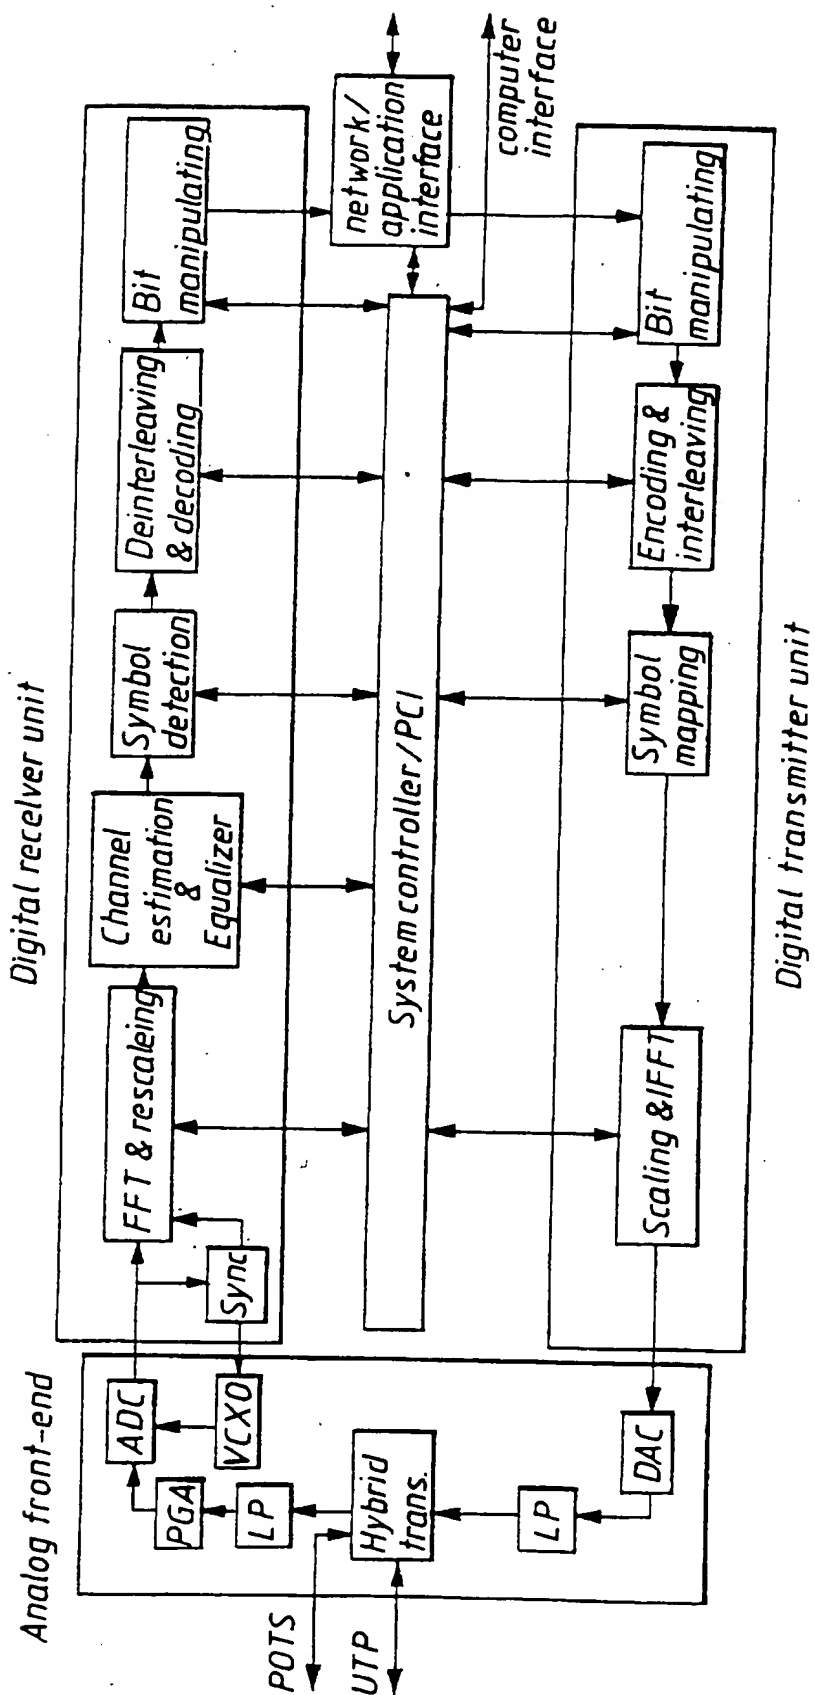 Analog front-end
Digital recelver unit
ADC
PGA
VCXO
LP
Hybrid
trans.
POTS
UTP
LP
DAC
FFT & rescaleing
Sync
Channel
estimation
&
Equalizer
Symbol
detection
Deinterleaving
& decoding
Bit
manipulating
System controller/PCI
network/
application
interface
computer
interface
Scaling &IFFT
Symbol
mapping
Encoding &
interleaving
Bit
manipulating
Digital transmitter unit